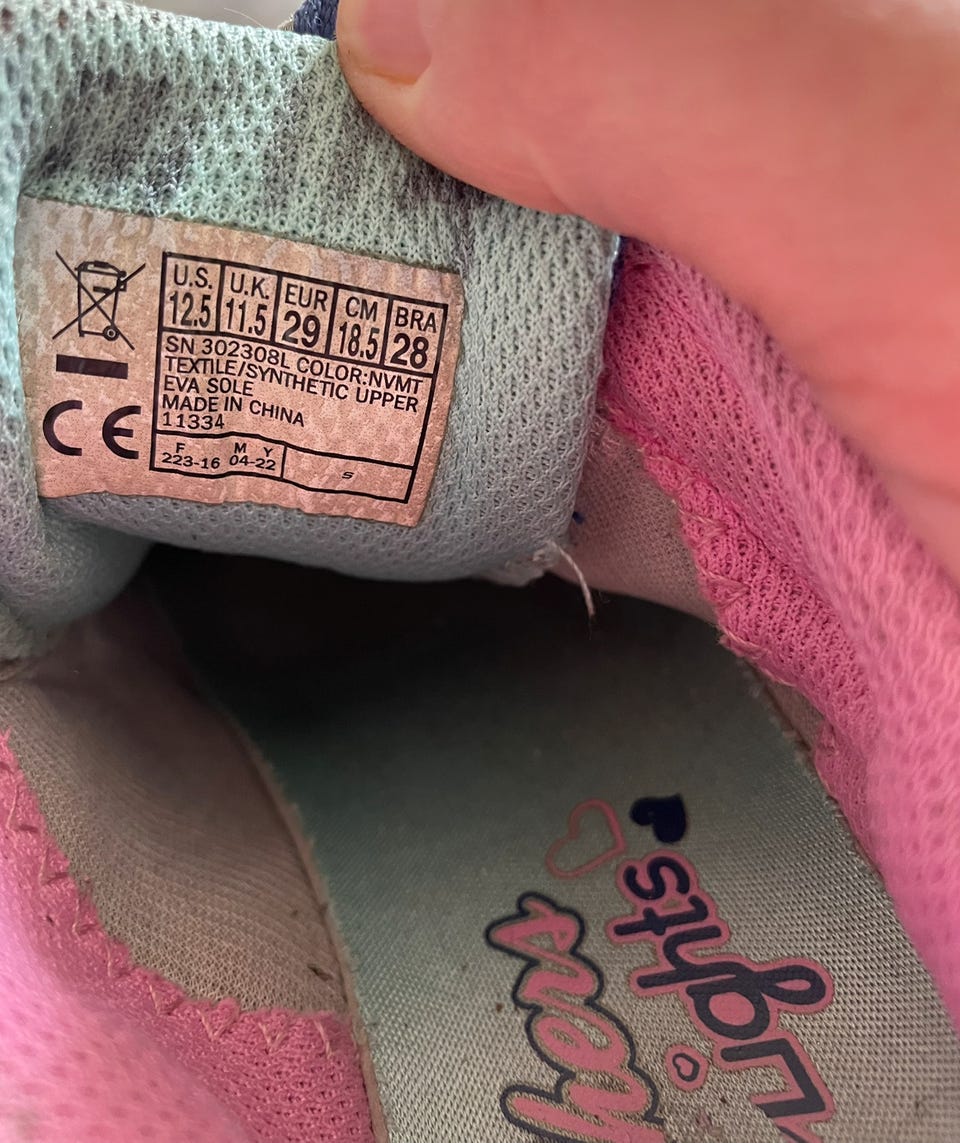 U.S. U.K. EUR CM BRA
12.5 11.5 29 18.5 28
SN 302308L COLOR:NVMT
TEXTILE/SYNTHETIC UPPER
EVA SOLE
MADE IN CHINA
11334
F M Y
223-16 04-22 S
CE